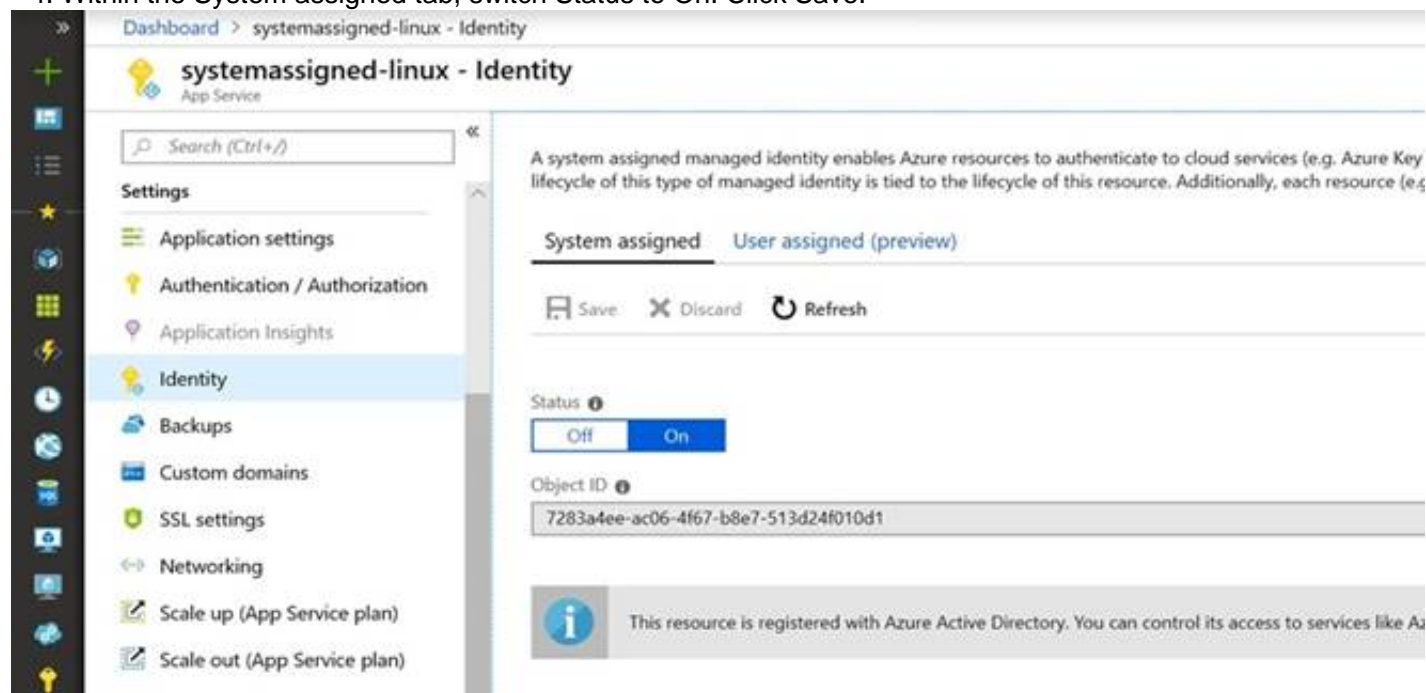 4. Within the System assigned tab, switch Status to On. Click Save.
Dashboard > systemassigned-linux - Identity
systemassigned-linux - Identity
App Service
Search (Ctrl+/)
Settings
Application settings
Authentication / Authorization
Application Insights
Identity
Backups
Custom domains
SSL settings
Networking
Scale up (App Service plan)
Scale out (App Service plan)
A system assigned managed identity enables Azure resources to authenticate to cloud services (e.g. Azure Key
lifecycle of this type of managed identity is tied to the lifecycle of this resource. Additionally, each resource (e.g
System assigned User assigned (preview)
Save Discard Refresh
Status
Off On
Object ID
7283a4ee-ac06-4f67-b8e7-513d24f010d1
This resource is registered with Azure Active Directory. You can control its access to services like Az